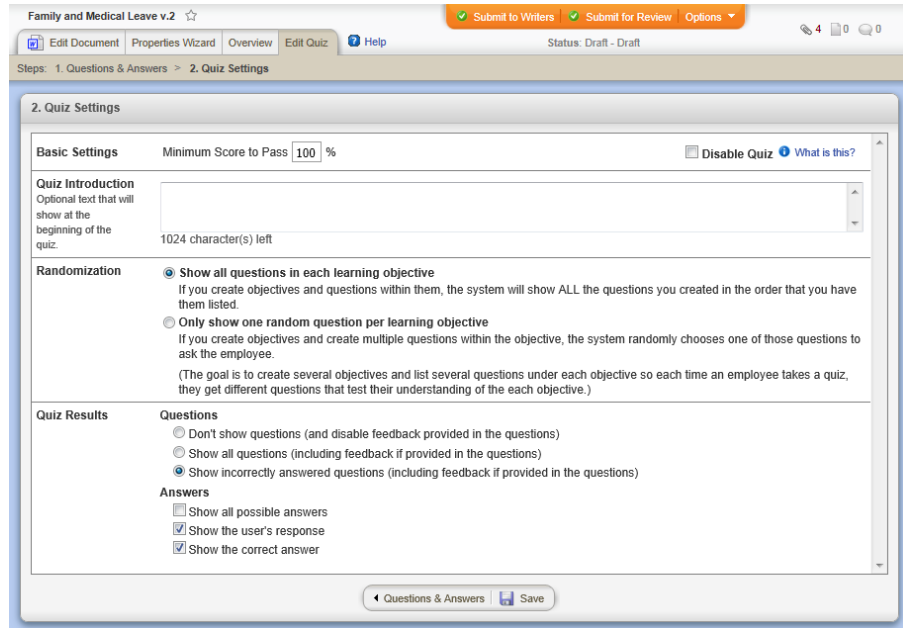 Family and Medical Leave v.2
Submit to Writers Submit for Review Options
4 0 0
Edit Document Properties Wizard Overview Edit Quiz Help
Status: Draft - Draft
Steps: 1. Questions & Answers > 2. Quiz Settings
2. Quiz Settings
Basic Settings Minimum Score to Pass 100 % Disable Quiz What is this?
Quiz Introduction
Optional text that will
show at the
beginning of the
quiz.
1024 character(s) left
Randomization
Show all questions in each learning objective
If you create objectives and questions within them, the system will show ALL the questions you created in the order that you have
them listed.
Only show one random question per learning objective
If you create objectives and create multiple questions within the objective, the system randomly chooses one of those questions to
ask the employee.
(The goal is to create several objectives and list several questions under each objective so each time an employee takes a quiz,
they get different questions that test their understanding of the each objective.)
Quiz Results
Questions
Don't show questions (and disable feedback provided in the questions)
Show all questions (including feedback if provided in the questions)
Show incorrectly answered questions (including feedback if provided in the questions)
Answers
Show all possible answers
Show the user's response
Show the correct answer
Questions & Answers Save